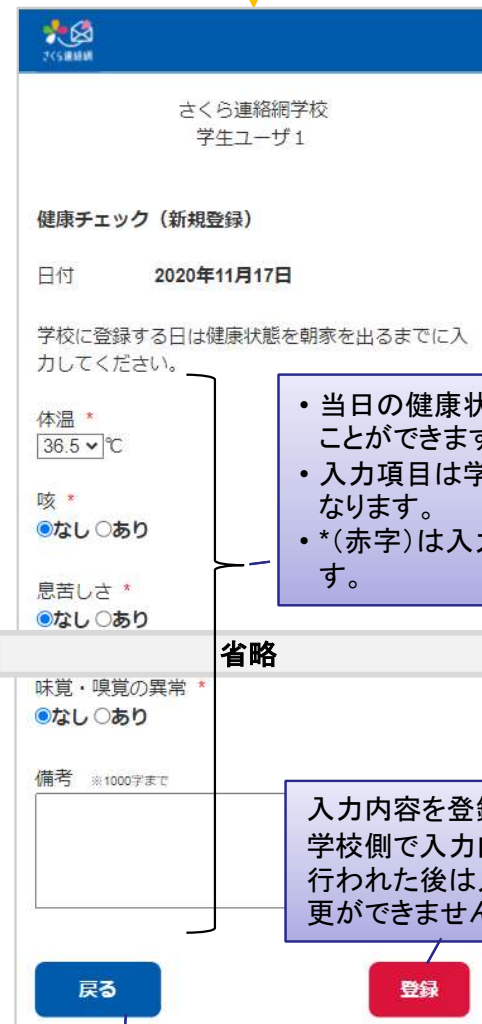 さくら連絡網
さくら連絡網学校
学生ユーザ１
健康チェック（新規登録）
日付 2020年11月17日
学校に登録する日は健康状態を朝家を出るまでに入
力してください。
体温 *
36.5 ℃
咳 *
なし あり
息苦しさ *
なし あり
・当日の健康状
ことができます
・入力項目は学
なります。
・*(赤字)は入力
す。
省略
味覚・嗅覚の異常 *
なし あり
備考 ※1000字まで
入力内容を登録
学校側で入力
行われた後は
更ができません
戻る
登録